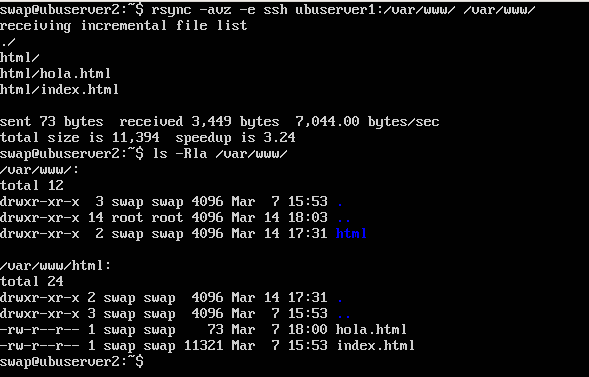 swap@ubuserver2:~$ rsync -avz -e ssh ubuserver1:/var/www/ /var/www/
receiving incremental file list
./
html/
html/hola.html
html/index.html

sent 73 bytes  received 3,449 bytes  7,044.00 bytes/sec
total size is 11,394  speedup is 3.24
swap@ubuserver2:~$ ls -Rla /var/www/
/var/www/:
total 12
drwxr-xr-x  3 swap swap 4096 Mar  7 15:53 .
drwxr-xr-x 14 root root 4096 Mar 14 18:03 ..
drwxr-xr-x  2 swap swap 4096 Mar 14 17:31 html

/var/www/html:
total 24
drwxr-xr-x 2 swap swap  4096 Mar 14 17:31 .
drwxr-xr-x 3 swap swap  4096 Mar  7 15:53 ..
-rw-r--r-- 1 swap swap    73 Mar  7 18:00 hola.html
-rw-r--r-- 1 swap swap 11321 Mar  7 15:53 index.html
swap@ubuserver2:~$